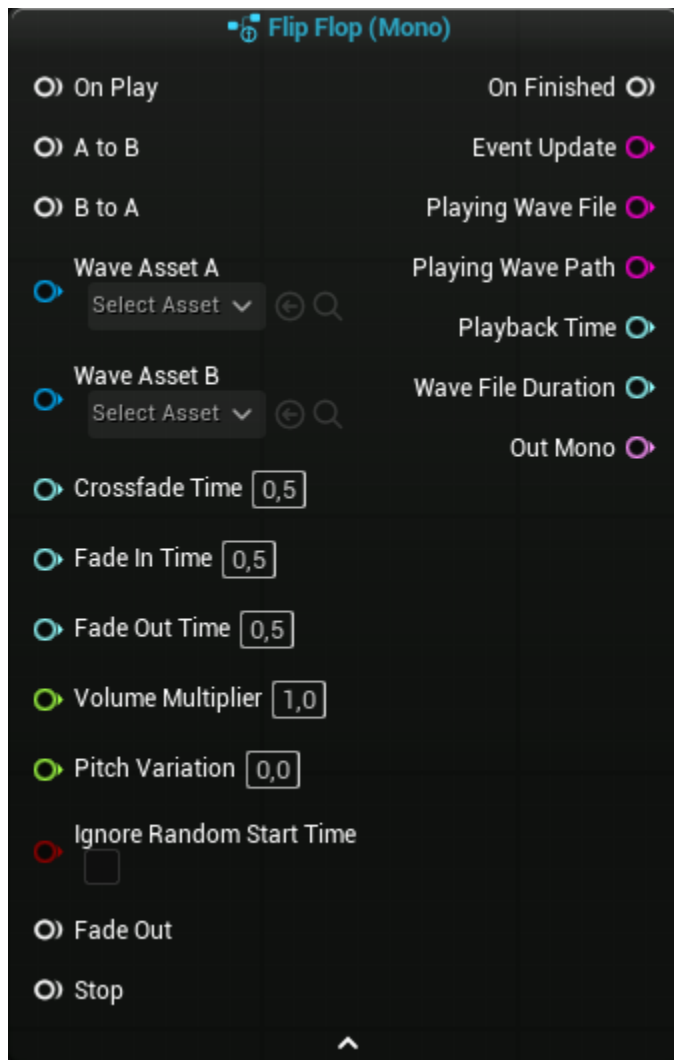 Flip Flop (Mono)
On Play
On Finished
A to B
Event Update
B to A
Playing Wave File
Wave Asset A
Select Asset
Playing Wave Path
Playback Time
Wave Asset B
Select Asset
Wave File Duration
Out Mono
Crossfade Time 0,5
Fade In Time 0,5
Fade Out Time 0,5
Volume Multiplier 1,0
Pitch Variation 0,0
Ignore Random Start Time
Fade Out
Stop